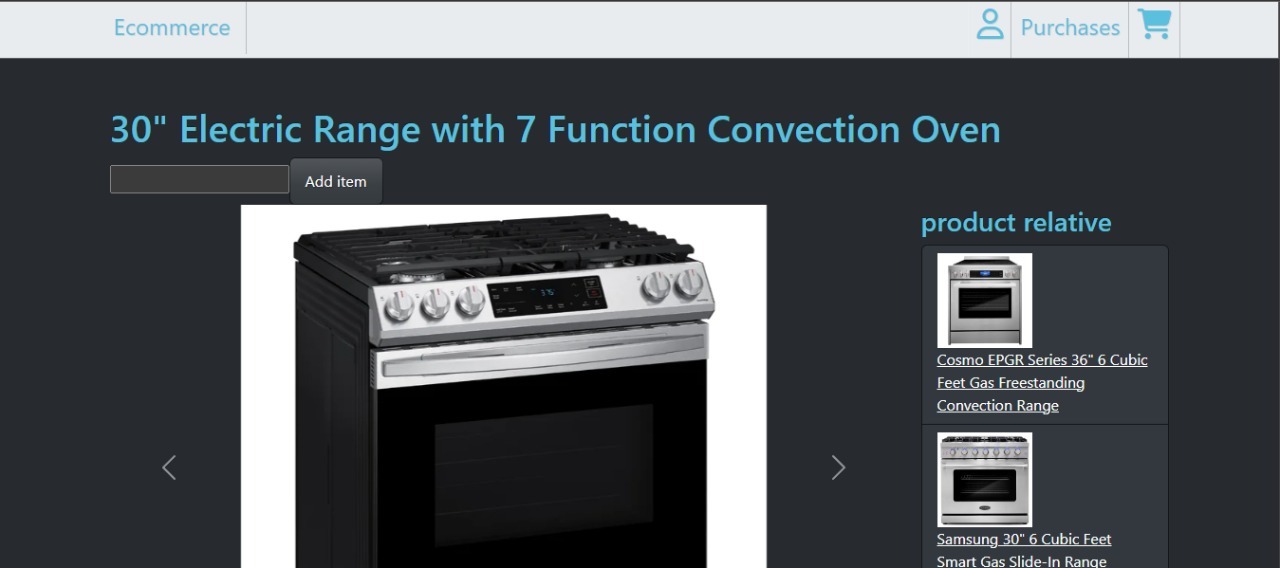 Ecommerce
Purchases
30" Electric Range with 7 Function Convection Oven
Add item
product relative
375
Cosmo EPGR Series 36" 6 Cubic
Feet Gas Freestanding
Convection Range
Samsung 30" 6 Cubic Feet
Smart Gas Slide-In Range